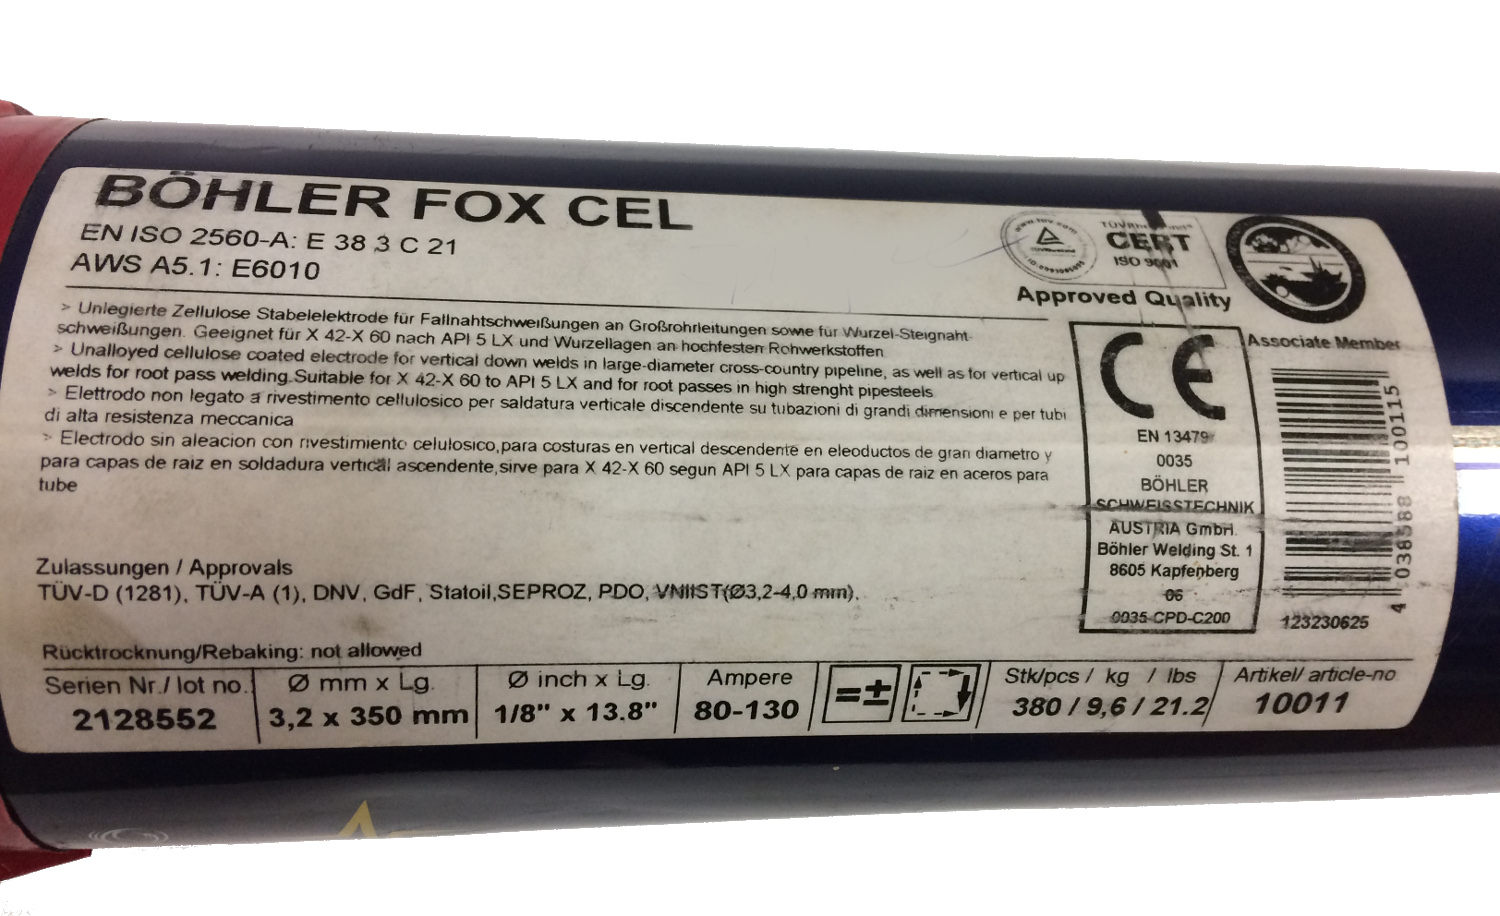 BÖHLER FOX CEL
EN ISO 2560-A: E 38 3 C 21
AWS A5.1: E6010
> Unlegierte Zellulose Stabelelektrode für Fallnahtschweißungen an Großrohrleitungen sowie für Wurzel-Steignaht-
schweißungen. Geeignet für X 42-X 60 nach API 5 LX und Wurzellagen an hochfesten Rohwerkstoffen
> Unalloyed cellulose coated electrode for vertical down welds in large-diameter cross-country pipeline, as well as for vertical up
welds for root pass welding.Suitable for X 42-X 60 to API 5 LX and for root passes in high strenght pipesteels
> Elettrodo non legato a rivestimento cellulosico per saldatura verticale discendente su tubazioni di grandi dimensioni e per tubi
di alta resistenza meccanica
> Electrodo sin aleacion con rivestimiento celulosico,para costuras en vertical descendente en eleoductos de gran diametro y
para capas de raiz en soldadura vertical ascendente,sirve para X 42-X 60 segun API 5 LX para capas de raiz en aceros para
tube
Zulassungen / Approvals
TÜV-D (1281), TÜV-A (1), DNV, GdF, Statoil,SEPROZ, PDO, VNIIST(Ø3,2-4,0 mm).
Rücktrocknung/Rebaking: not allowed
Serien Nr./ lot no.
2128552
Ø mm x Lg.
3,2 x 350 mm
Ø inch x Lg.
1/8" x 13.8"
Ampere
80-130
=±
Stk/pcs / kg / lbs
380 / 9,6 / 21.2
Artikel/ article-no
10011
www.tuv.com
CERT
ISO 9001
Approved Quality
Associate Member
CE
EN 13479
0035
BÖHLER
SCHWEISSTECHNIK
AUSTRIA GmbH
Böhler Welding St. 1
8605 Kapfenberg
06
0035-CPD-C200
4 038588 100115
123230625